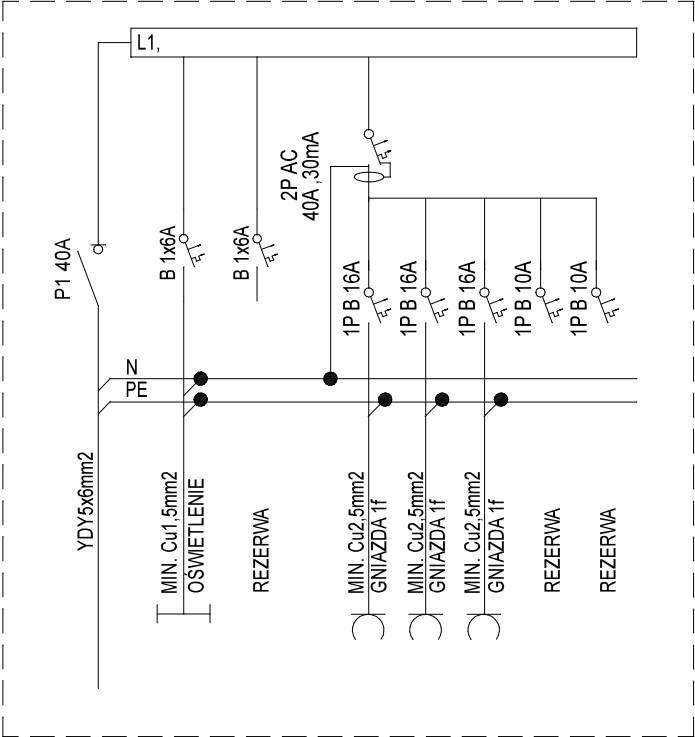 L1,
P1 40A
B 1x6A
B 1x6A
2P AC
40A ,30mA
1P B 16A
1P B 16A
1P B 16A
1P B 10A
1P B 10A
N
PE
YDY5x6mm2
MIN. Cu1,5mm2
OŚWIETLENIE
REZERWA
MIN. Cu2,5mm2
GNIAZDA 1f
MIN. Cu2,5mm2
GNIAZDA 1f
MIN. Cu2,5mm2
GNIAZDA 1f
REZERWA
REZERWA